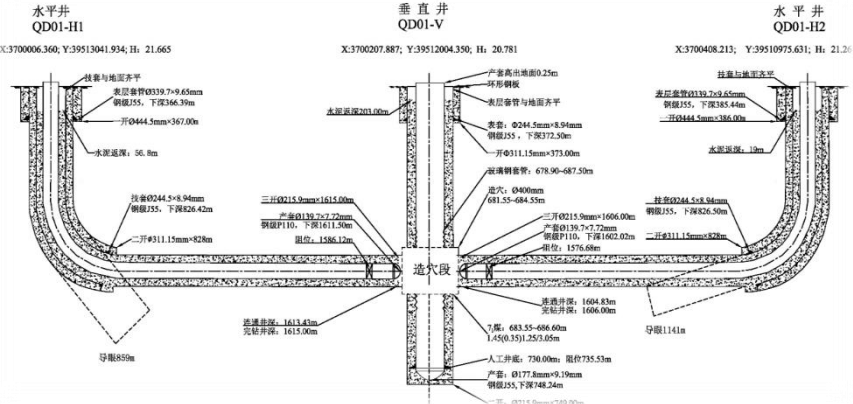 水平井
QD01-H1
X:3700006.360; Y:39513041.934; H: 21.665
垂直井
QD01-V
X:3700207.887; Y:39512004.350; H: 20.781
水平井
QD01-H2
X:3700408.213; Y:39510975.631; H: 21.26
技套与地面齐平
表层套管Ø339.7×9.65mm
钢级J55，下深366.39m
一开Ø444.5mm×367.00m
水泥返深：56.8m
技套Ø244.5×8.94mm
钢级J55，下深826.42m
二开Ø311.15mm×828m
导眼859m
三开Ø215.9mm×1615.00m
产套Ø139.7×7.72mm
钢级P110，下深1611.50m
阻位：1586.12m
连通井深：1613.43m
完钻井深：1615.00m
水泥返深203.00m
产套高出地面0.25m
环形钢板
表层套管与地面齐平
表套：Φ244.5mm×8.94mm
钢级J55，下深372.50m
一开Φ311.15mm×373.00m
玻璃钢套管：678.90~687.50m
造穴：Ø400mm
681.55~684.55m
造穴段
三开Ø215.9mm×1606.00m
产套Ø139.7×7.72mm
钢级P110，下深1602.02m
阻位：1576.68m
连通井深：1604.83m
完钻井深：1606.00m
7₂煤：683.55~686.60m
1.45(0.35)1.25/3.05m
人工井底：730.00m；阻位735.53m
产套：Ø177.8mm×9.19mm
钢级J55,下深748.24m
二开：Ø215.9mm×749.00m
技套与地面齐平
表层套管Ø339.7×9.65mm
钢级J55，下深385.44m
一开Ø444.5mm×386.00m
水泥返深：19m
技套Ø244.5×8.94mm
钢级J55，下深826.50m
二开Ø311.15mm×828m
导眼1141m